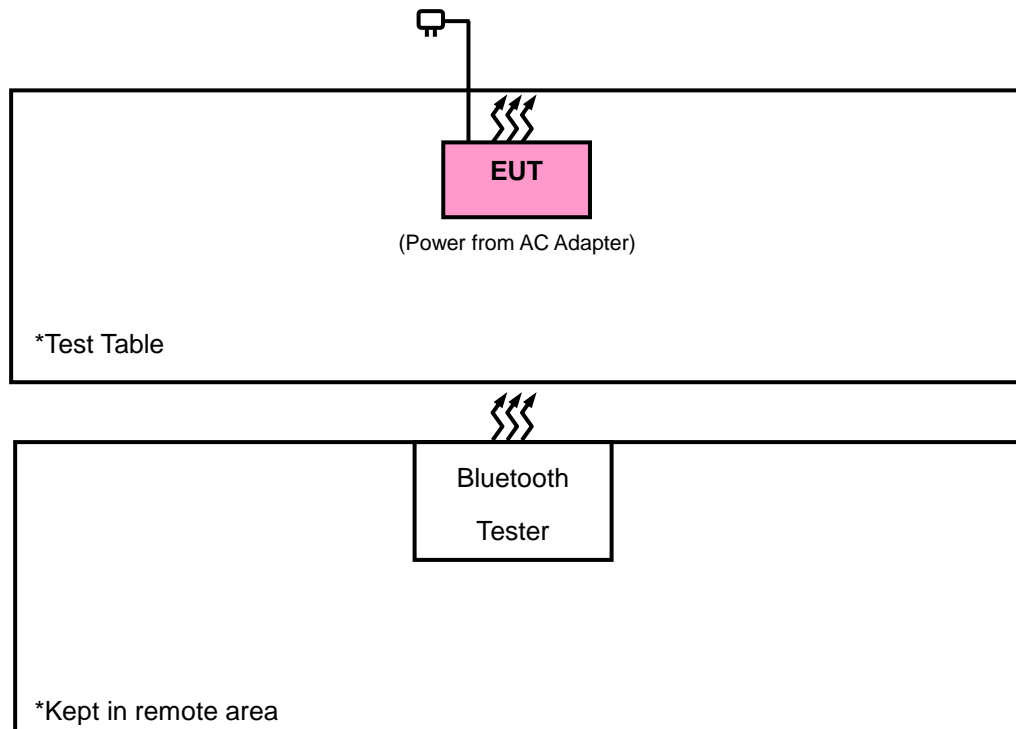 EUT
(Power from AC Adapter)
*Test Table
Bluetooth
Tester
*Kept in remote area